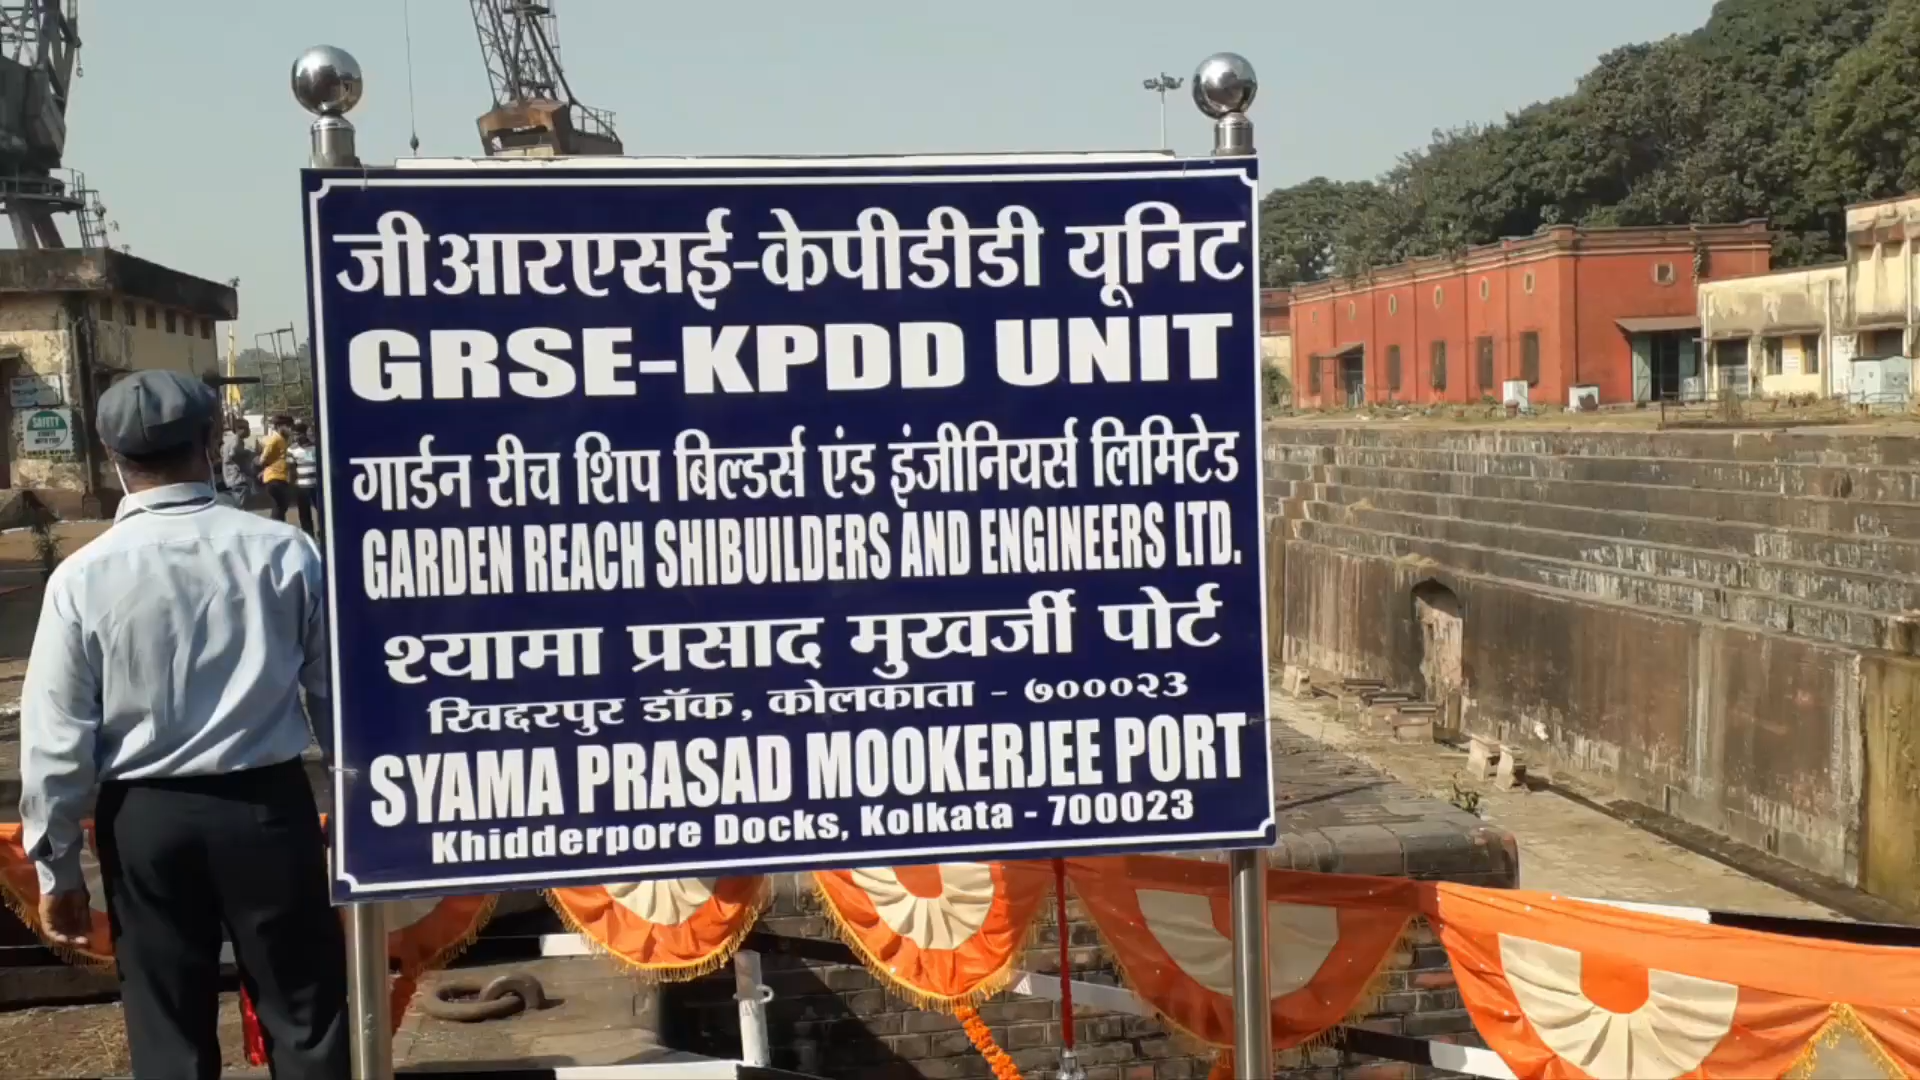 जीआरएसई-केपीडीडी यूनिट
GRSE-KPDD UNIT
गार्डन रीच शिप बिल्डर्स एंड इंजीनियर्स लिमिटेड
GARDEN REACH SHIBUILDERS AND ENGINEERS LTD.
श्यामा प्रसाद मुखर्जी पोर्ट
खिद्दरपुर डॉक, कोलकाता - ७०००२३
SYAMA PRASAD MOOKERJEE PORT
Khidderpore Docks, Kolkata - 700023
SAFETY